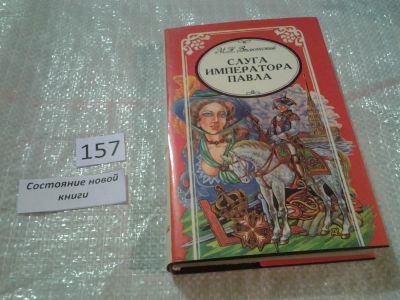 М. Н. Волконский
СЛУГА
ИМПЕРАТОРА
ПАВЛА
157
Состояние новой
книги